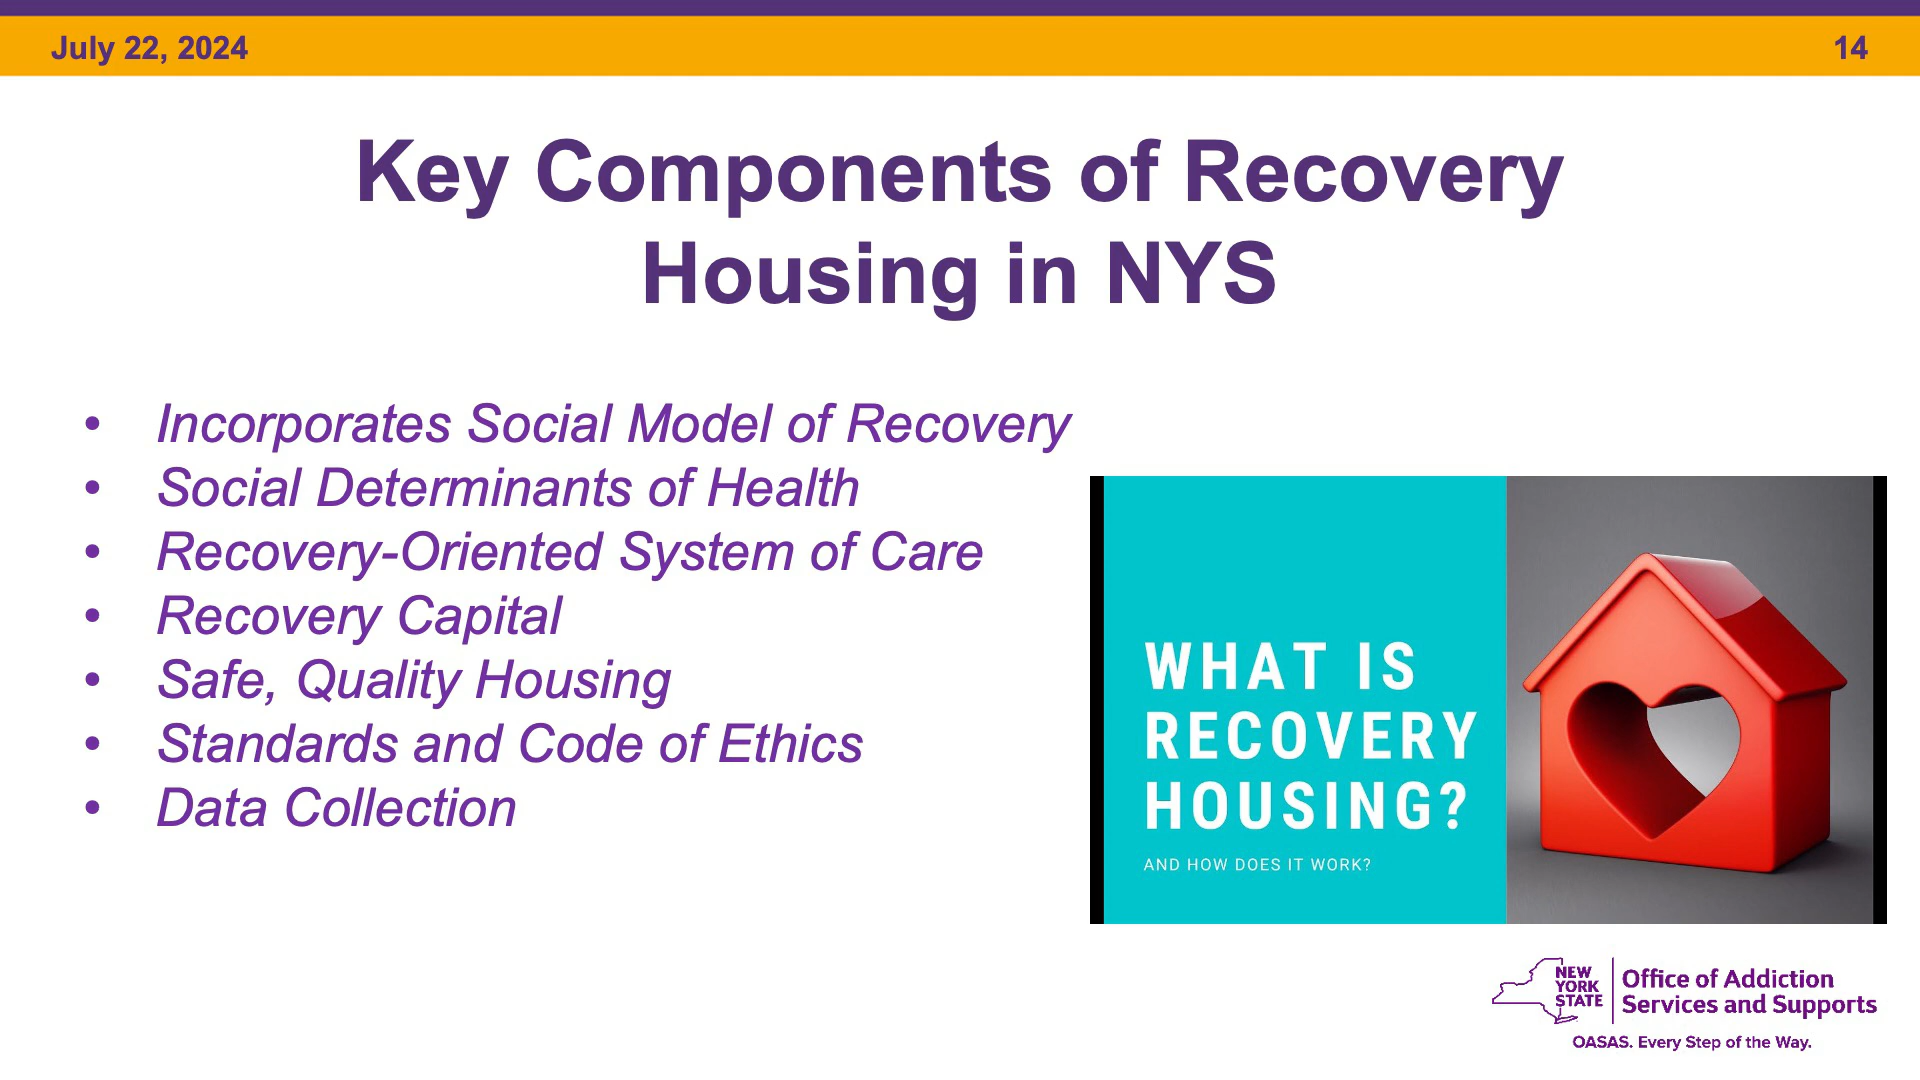 July 22, 2024
14
Key Components of Recovery
Housing in NYS
• Incorporates Social Model of Recovery
• Social Determinants of Health
• Recovery-Oriented System of Care
• Recovery Capital
• Safe, Quality Housing
• Standards and Code of Ethics
• Data Collection
WHAT IS
RECOVERY
HOUSING?
AND HOW DOES IT WORK?
NEW
YORK
STATE
Office of Addiction
Services and Supports
OASAS. Every Step of the Way.